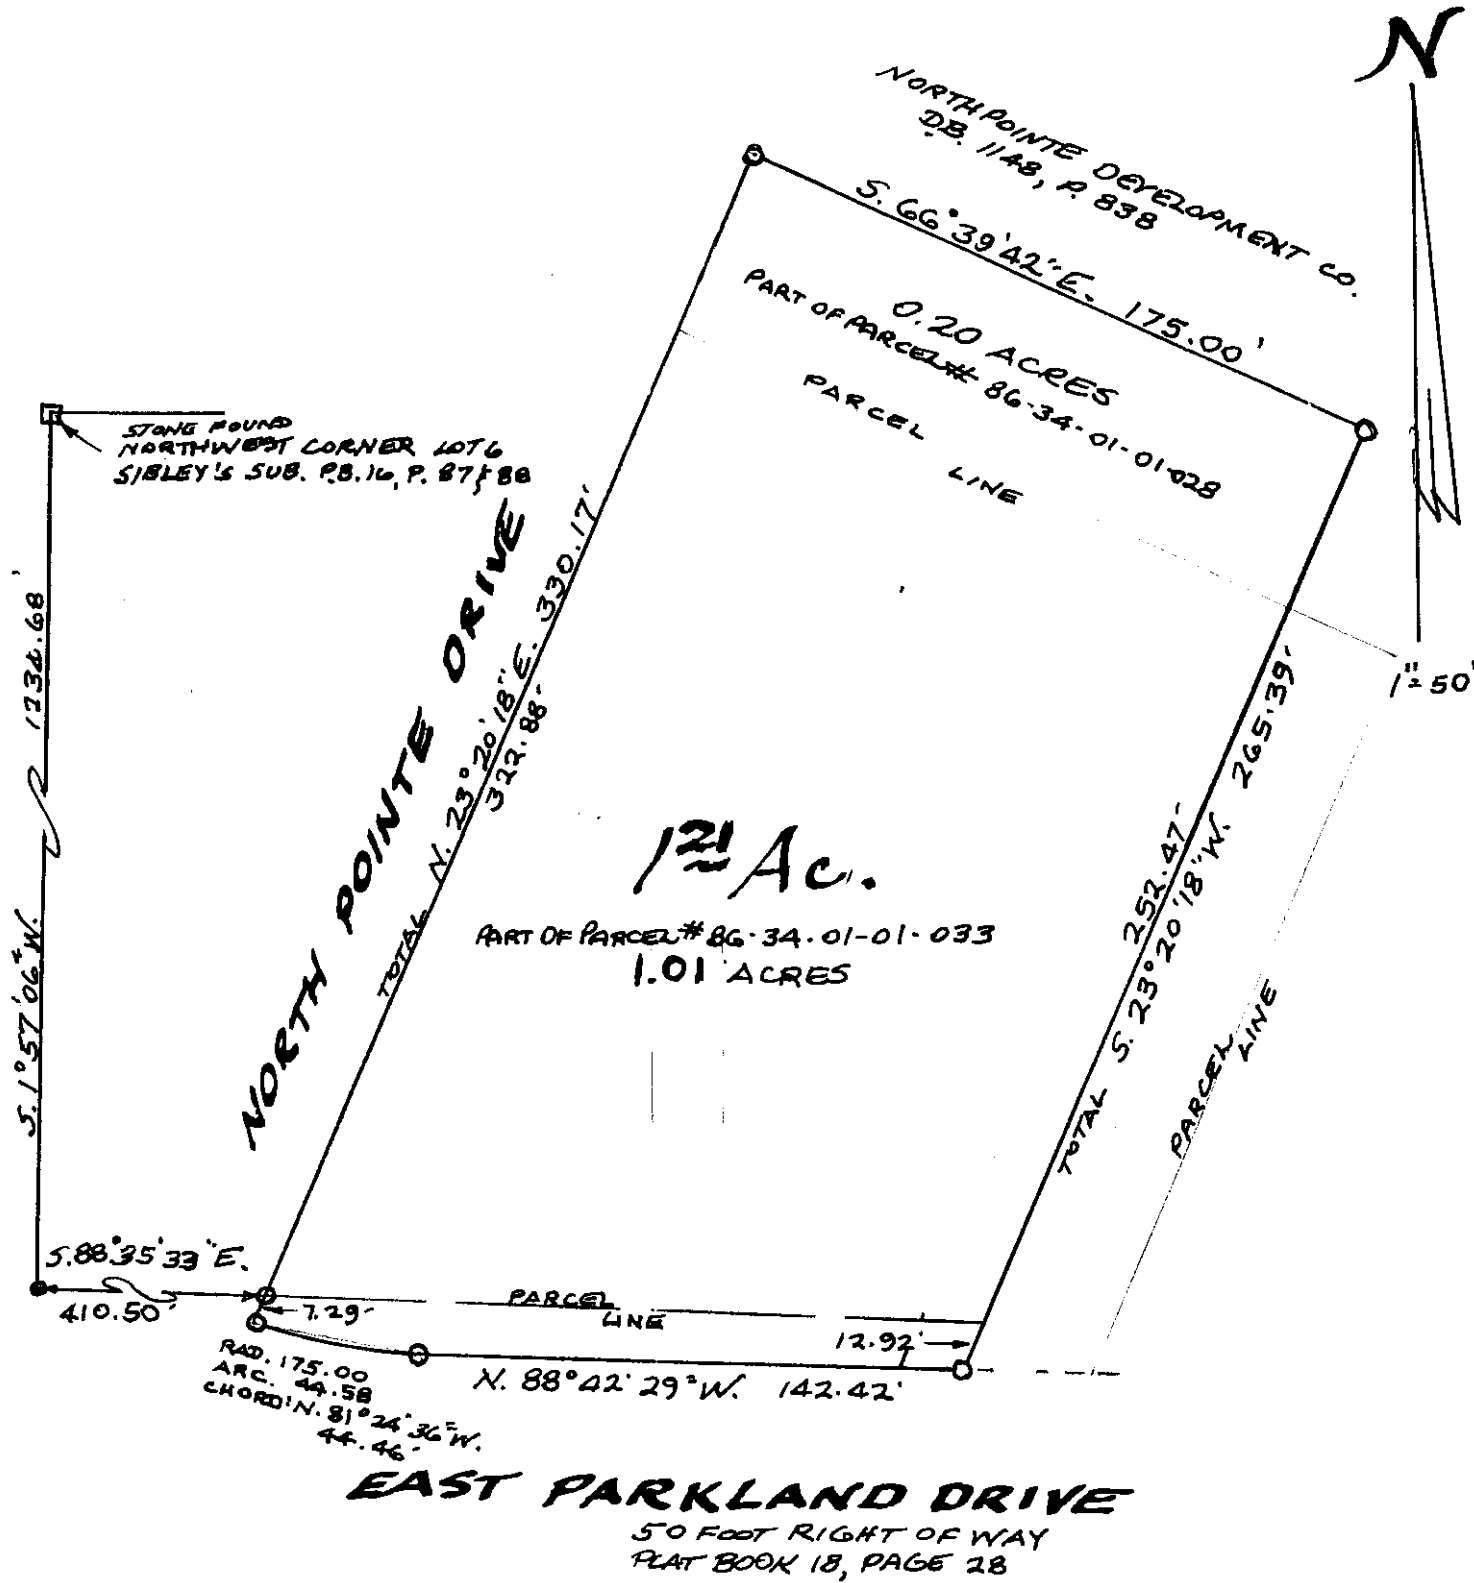 N
NORTH POINTE DEVELOPMENT CO.
DB. 1148, P. 838
S. 66°39'42"E. 175.00'
0.20 ACRES
PART OF PARCEL# 86-34-01-01-028
PARCEL LINE
STONE FOUND
NORTHWEST CORNER LOT 6
SIBLEY'S SUB. P.B. 16, P. 87 & 88
1"=50'
NORTH POINTE DRIVE
TOTAL N. 23°20'18"E. 330.17'
322.88'
1234.68'
S. 1°57'06"W.
252.47'
TOTAL S. 23°20'18"W. 265.39'
PARCEL LINE
1.21 Ac.
PART OF PARCEL# 86-34-01-01-033
1.01 ACRES
S. 88°35'33"E.
410.50'
7.29'
PARCEL
LINE
12.92'
RAD. 175.00
ARC. 44.58
CHORD: N. 81°24'36"W.
44.46'
N. 88°42'29"W. 142.42'
EAST PARKLAND DRIVE
50 FOOT RIGHT OF WAY
PLAT BOOK 18, PAGE 28